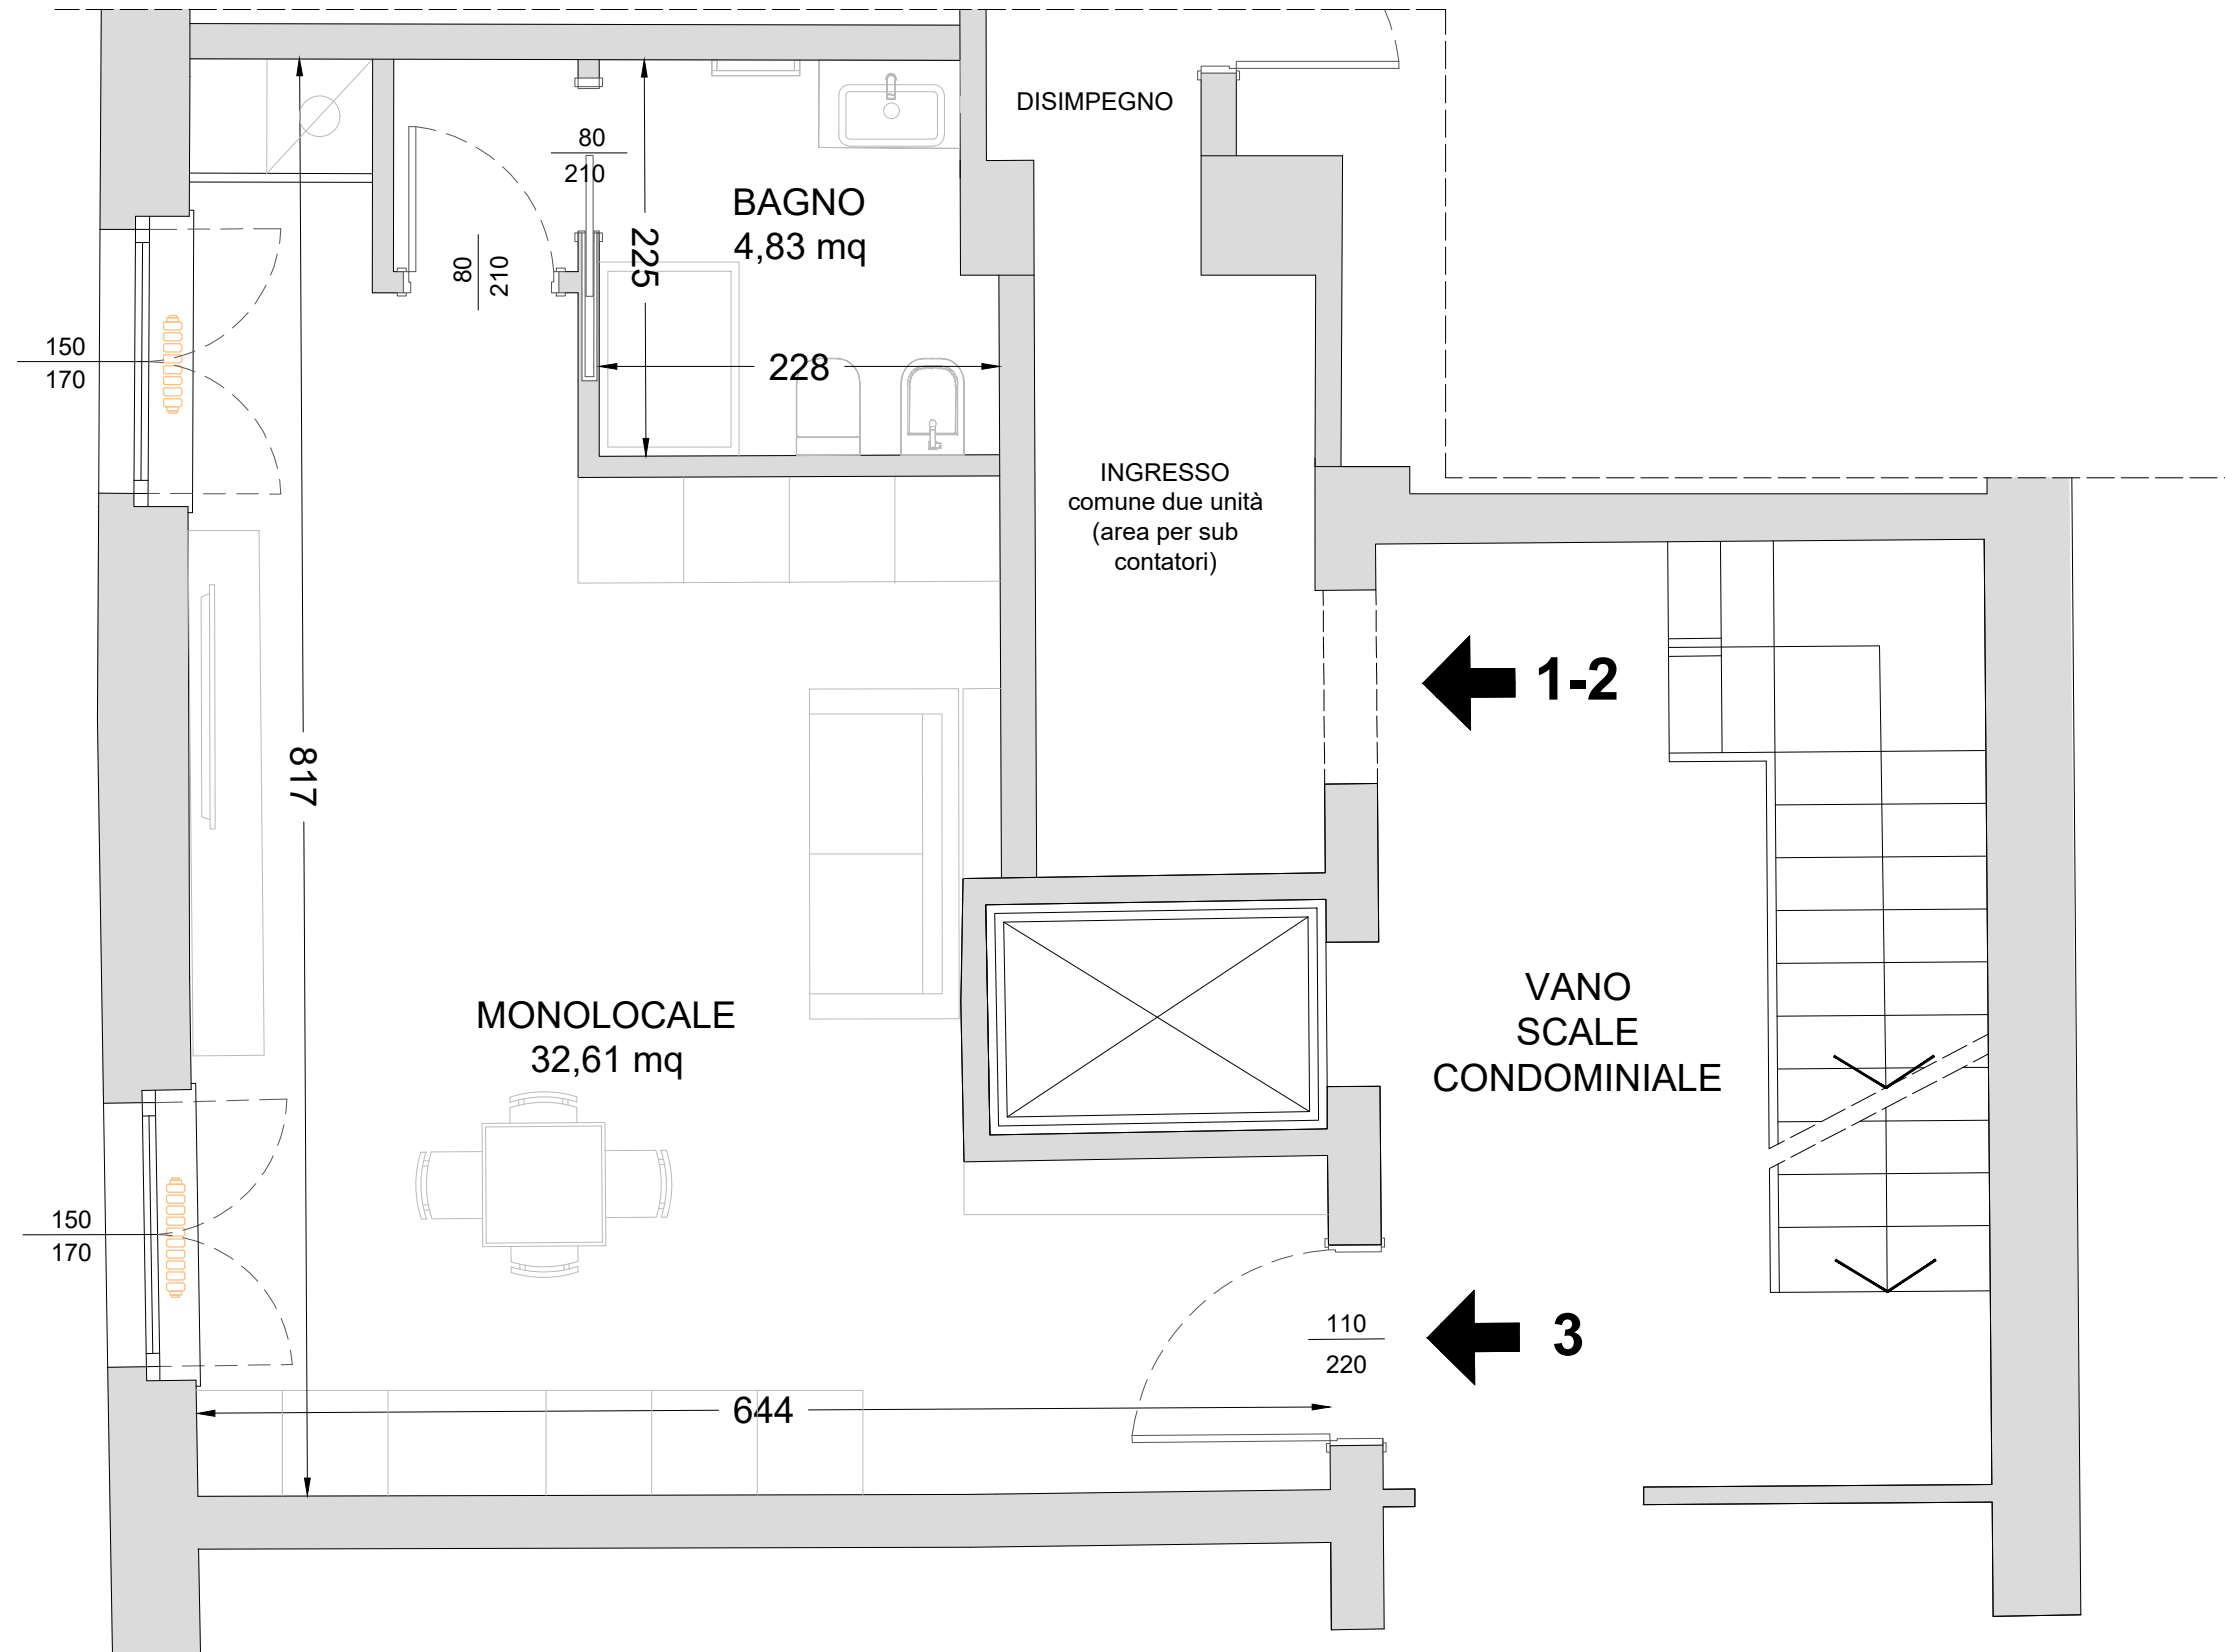 DISIMPEGNO
80
210
BAGNO
4,83 mq
225
80
210
150
170
228
INGRESSO
comune due unità
(area per sub
contatori)
1-2
817
MONOLOCALE
32,61 mq
VANO
SCALE
CONDOMINIALE
150
170
110
220
3
644